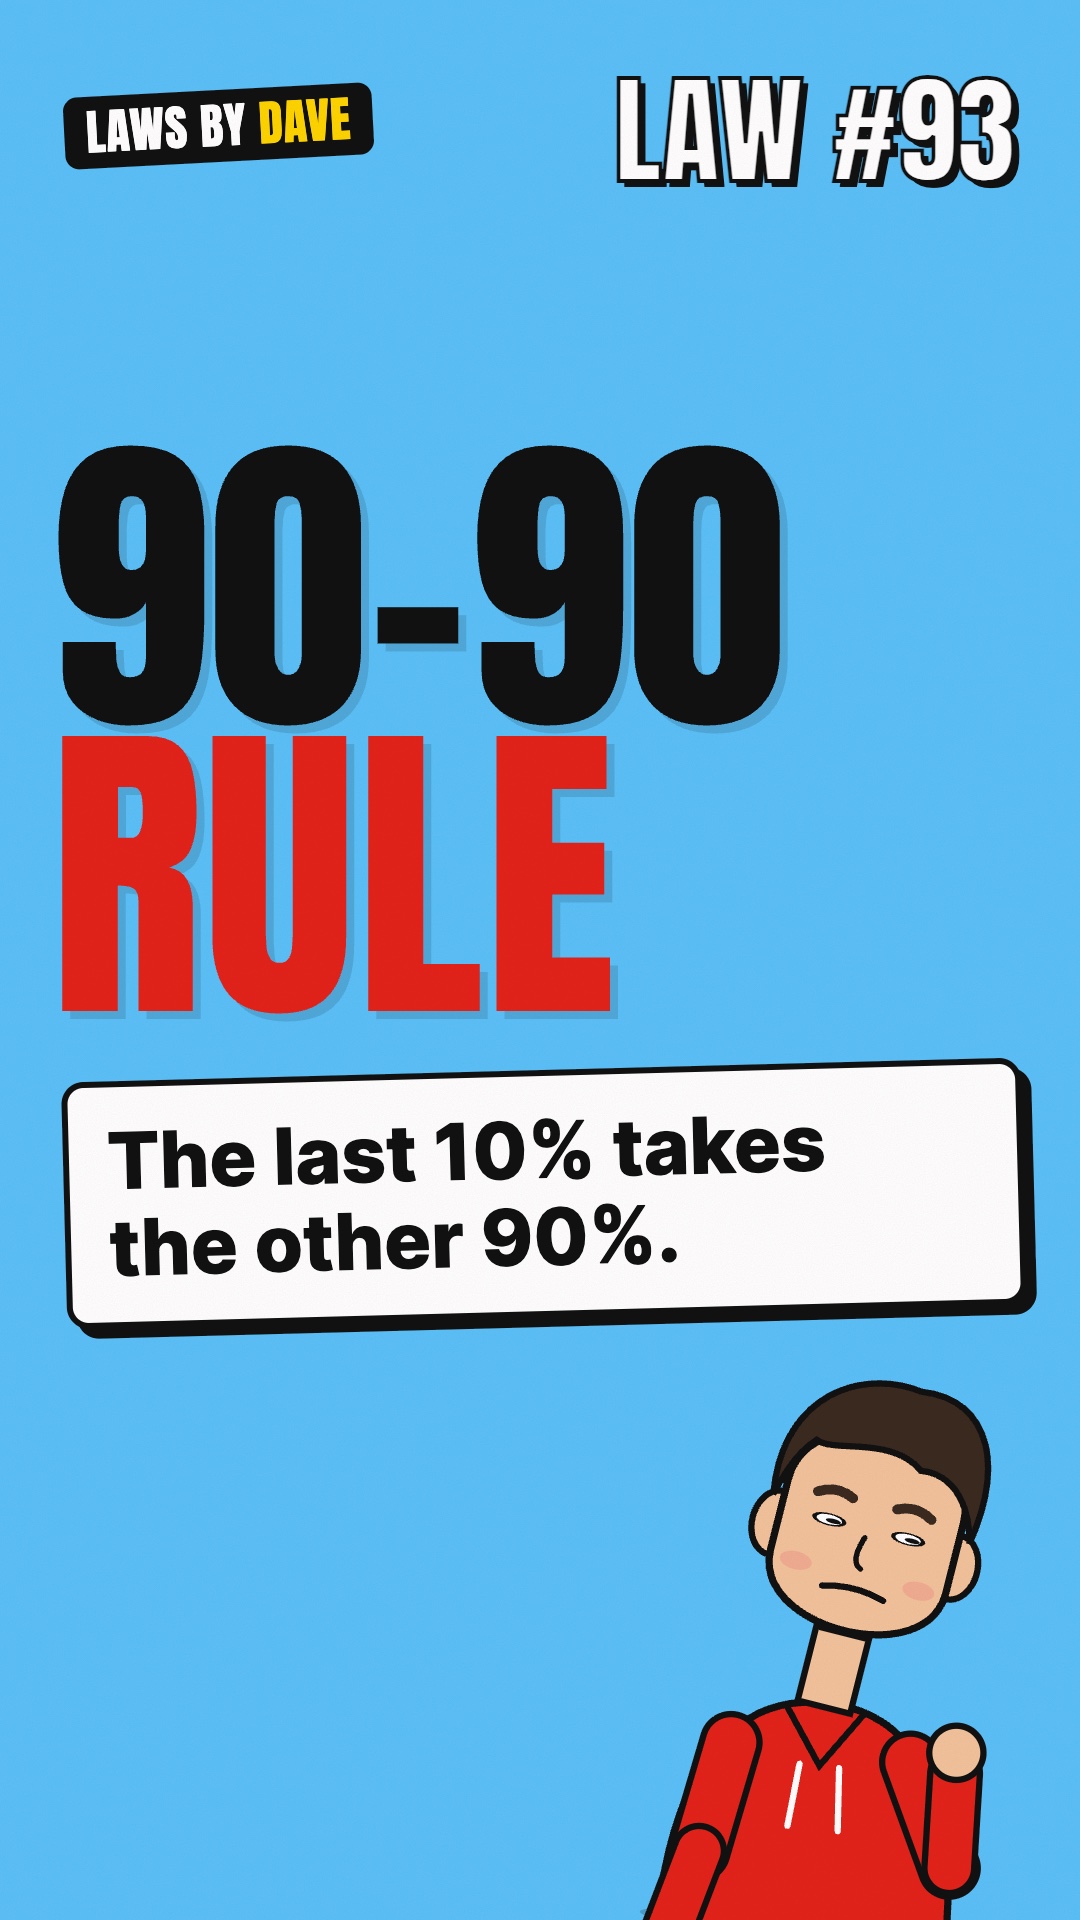 LAWS BY DAVE
LAW #93
90-90
RULE
The last 10% takes
the other 90%.